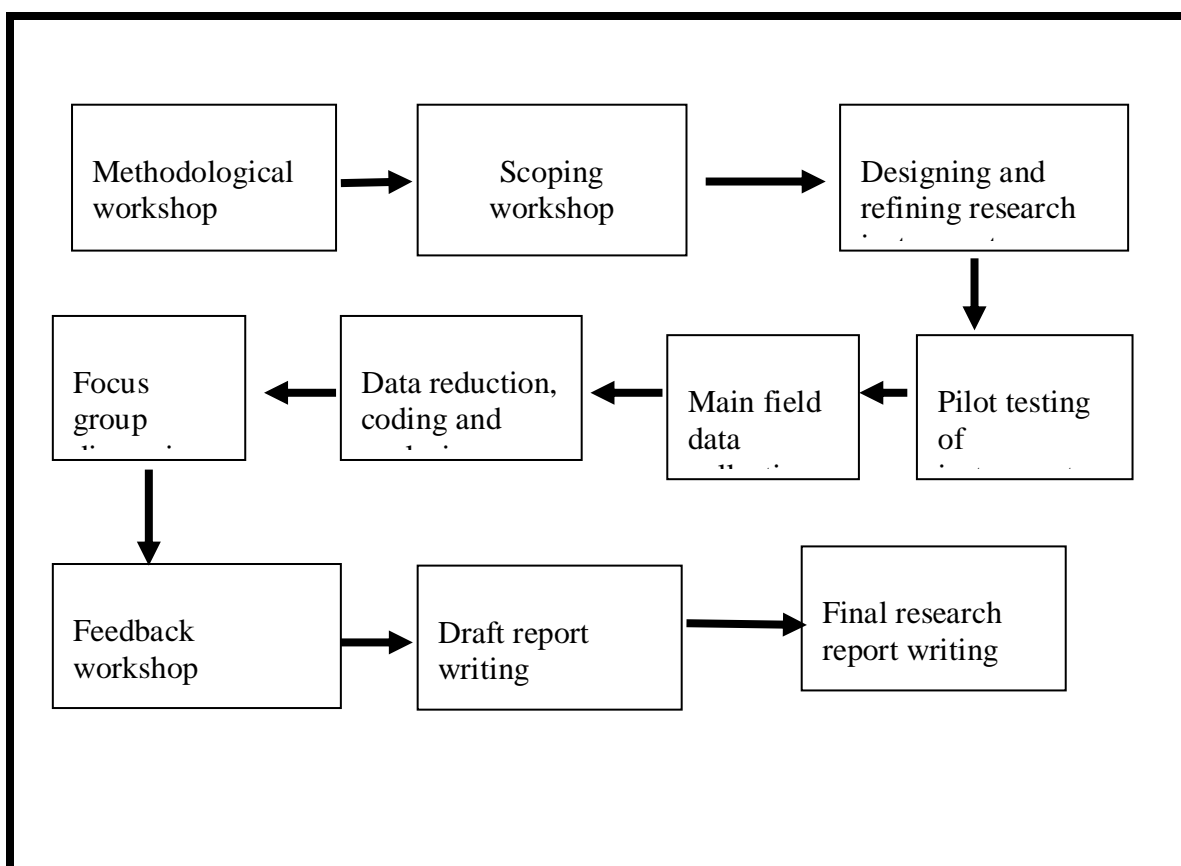 Methodological
workshop
Scoping
workshop
Designing and
refining research
Focus
group
Data reduction,
coding and
Main field
data
Pilot testing
of
Feedback
workshop
Draft report
writing
Final research
report writing